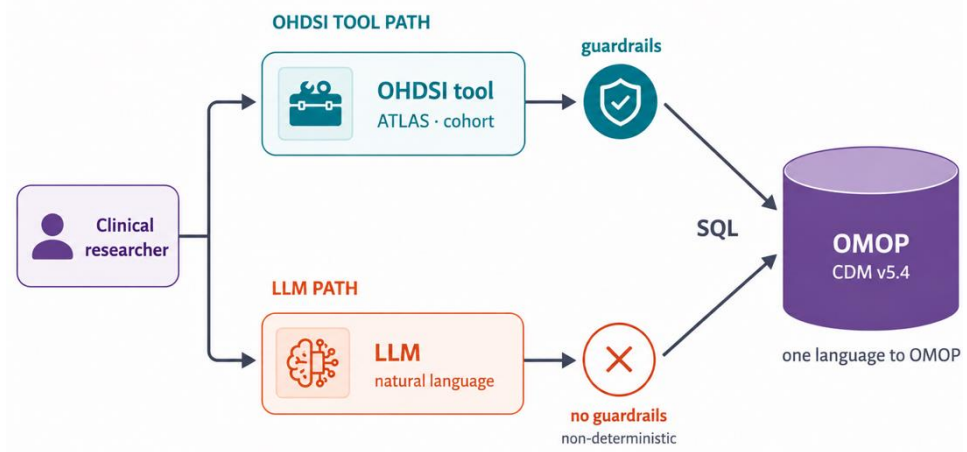 OHDSI TOOL PATH
guardrails
OHDSI tool
ATLAS · cohort
Clinical
researcher
SQL
OMOP
CDM v5.4
LLM PATH
LLM
natural language
one language to OMOP
no guardrails
non-deterministic